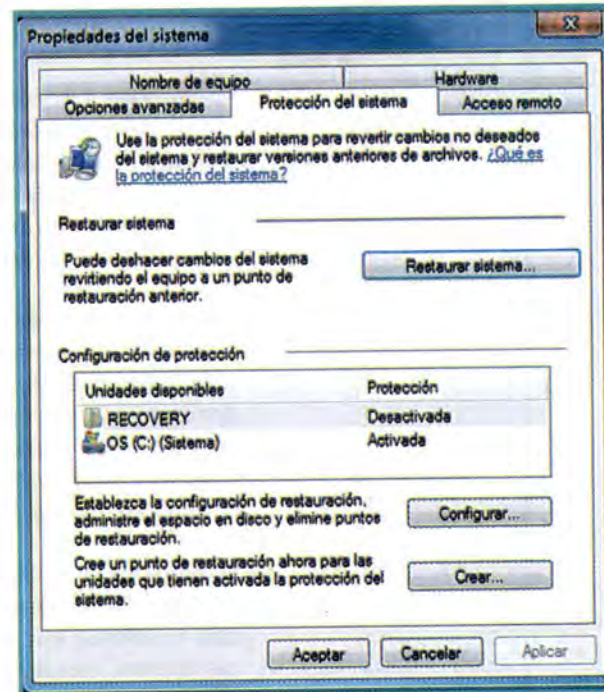 Propiedades del sistema
Nombre de equipo
Hardware
Opciones avanzadas
Protección del sistema
Acceso remoto
Use la protección del sistema para revertir cambios no deseados
del sistema y restaurar versiones anteriores de archivos. ¿Qué es
la protección del sistema?
Restaurar sistema
Puede deshacer cambios del sistema
revirtiendo el equipo a un punto de
restauración anterior.
Restaurar sistema...
Configuración de protección
Unidades disponibles
Protección
RECOVERY
Desactivada
OS (C:) (Sistema)
Activada
Establezca la configuración de restauración,
administre el espacio en disco y elimine puntos
de restauración.
Configurar...
Cree un punto de restauración ahora para las
unidades que tienen activada la protección del
sistema.
Crear...
Aceptar
Cancelar
Aplicar